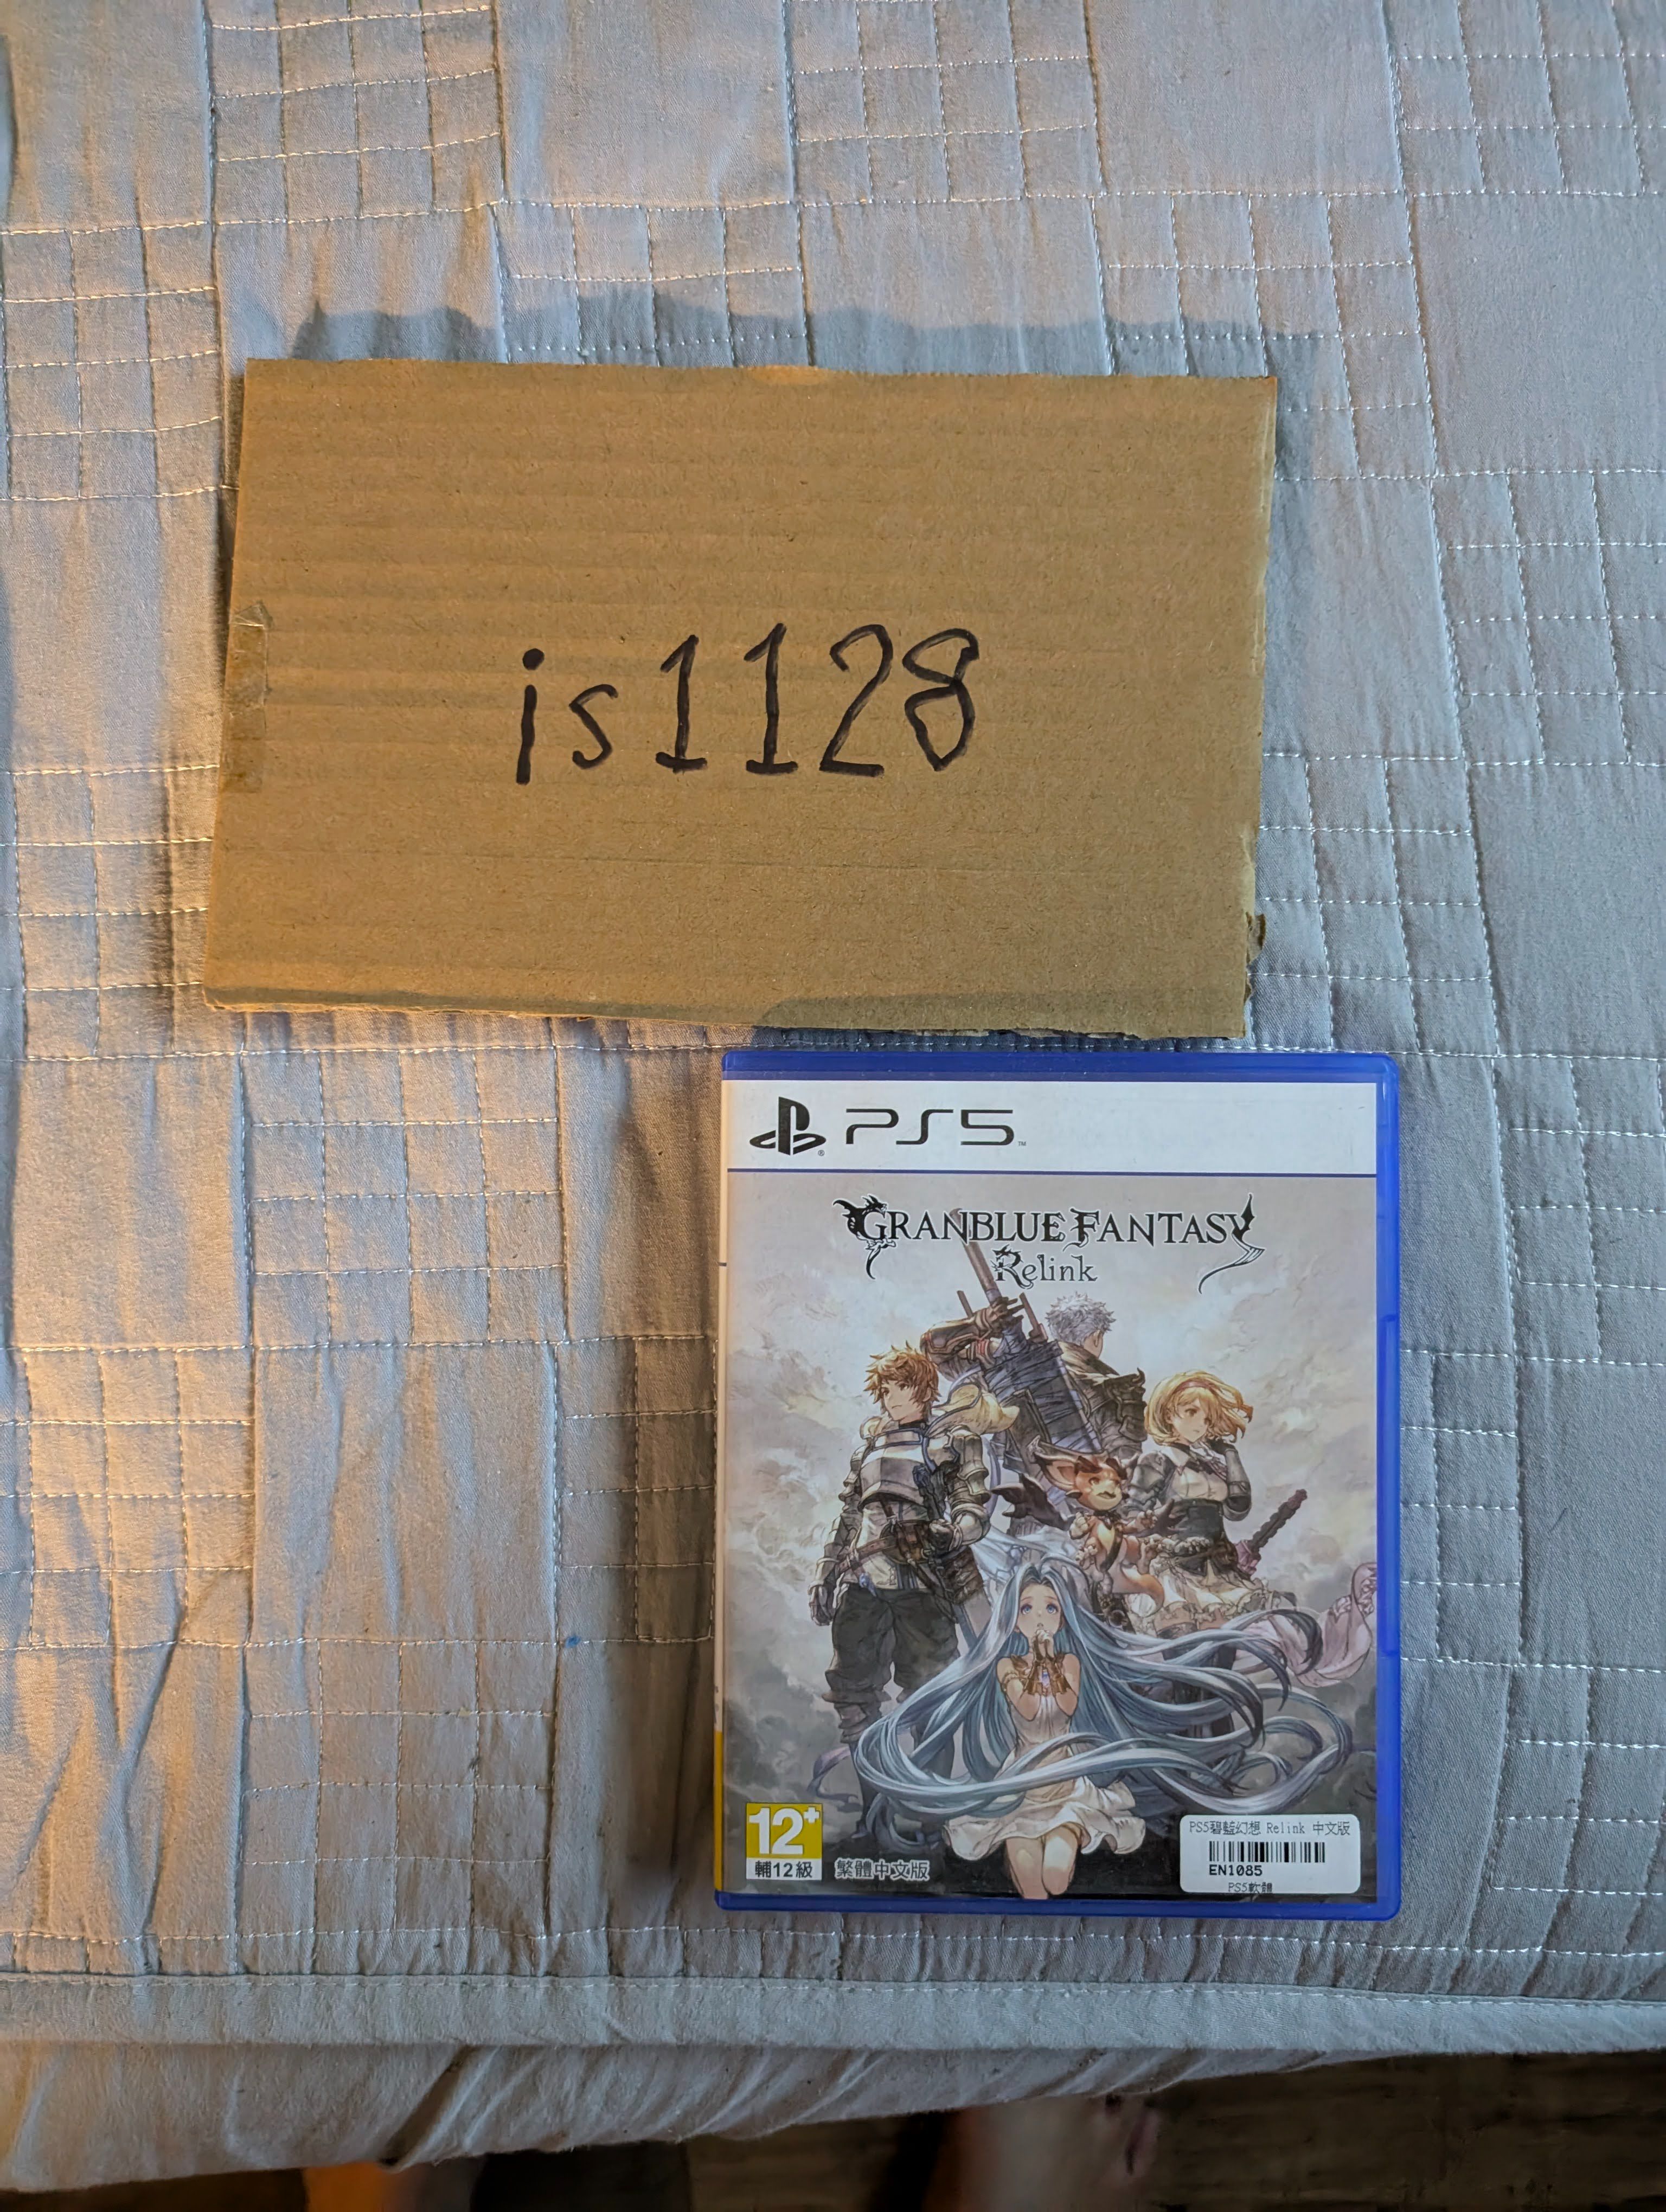 is1128
PS5™
GRANBLUE FANTASY
Relink
12+
輔12級
繁體中文版
PS5碧藍幻想 Relink 中文版
EN1085
PS5軟體